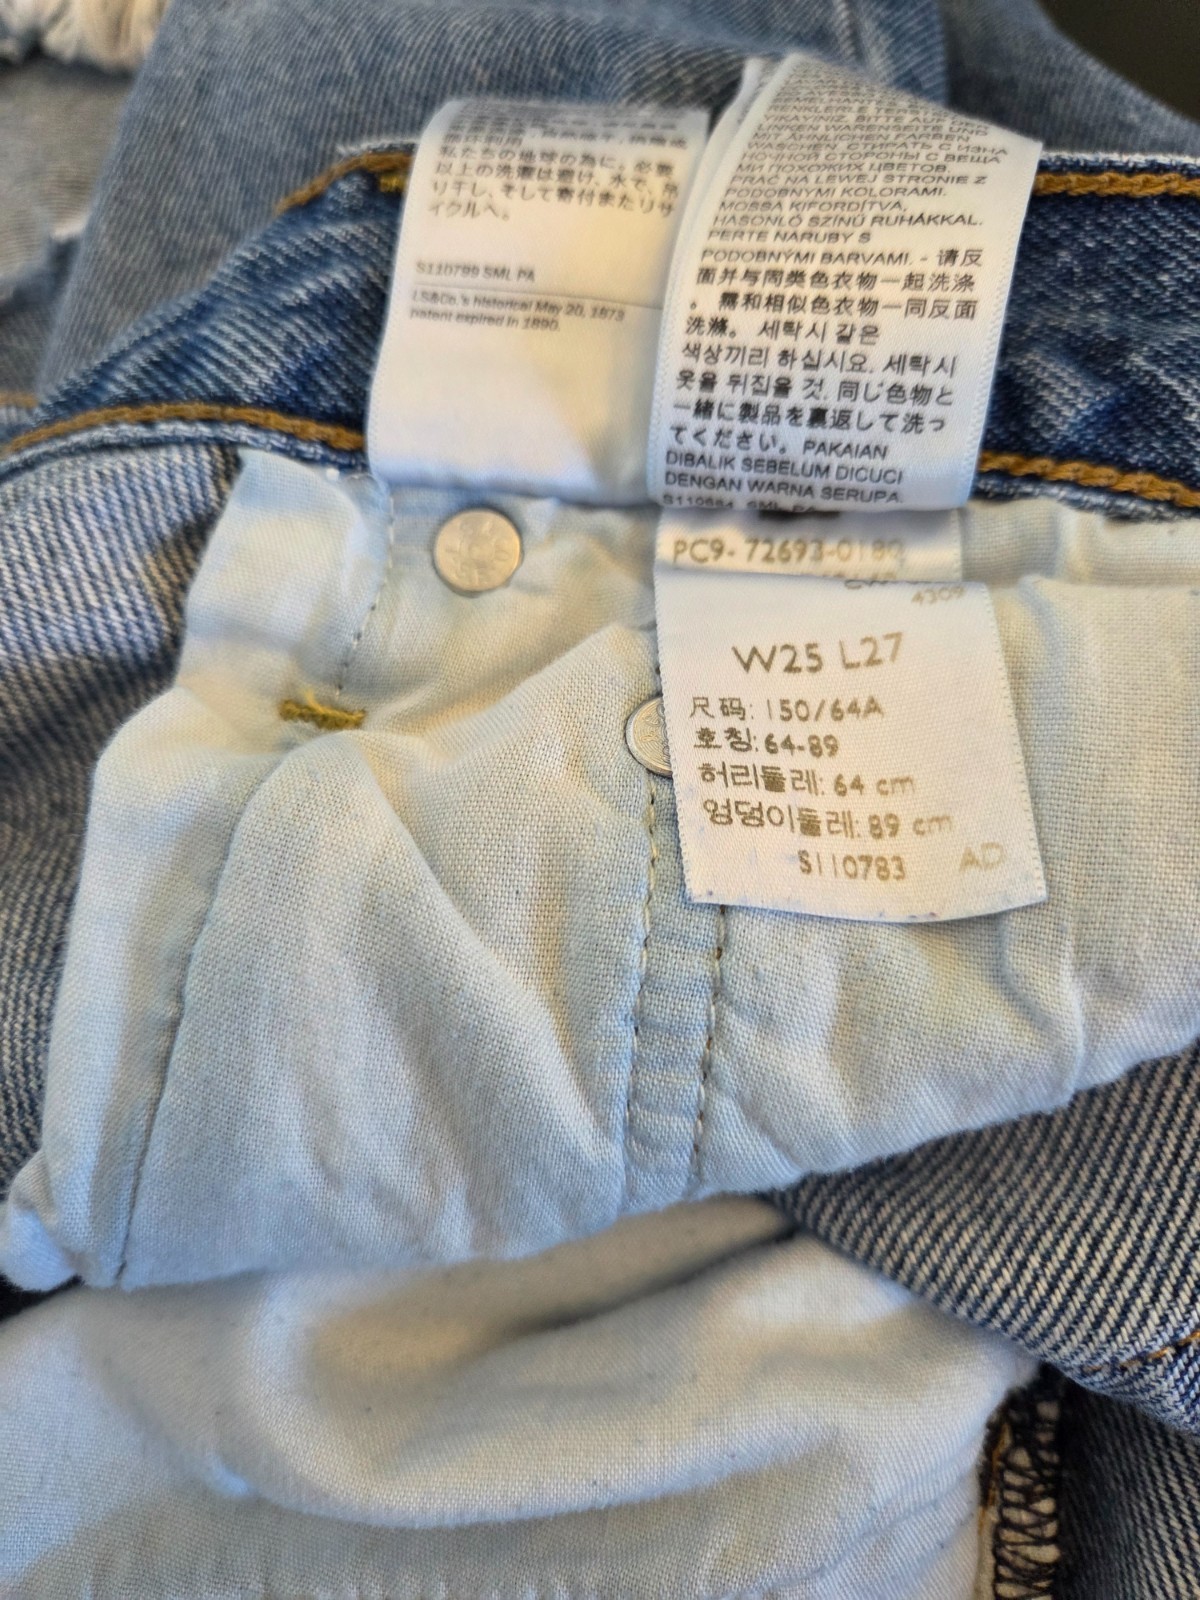 私たちの地球の為に。必要
以上の洗濯は避け、水で、吊
り干し、そして寄付またリサ
イクルへ。
S110799 SML PA
LS&Co.'s historical May 20, 1873
patent expired in 1890.
YIKAYINIZ. BITTE AUF DER
LINKEN WARENSEITE UND
MIT ÄHNLICHEN FARBEN
WASCHEN. СТИРАТЬ С ИЗНА
НОЧНОЙ СТОРОНЫ С ВЕЩА
МИ ПОХОЖИХ ЦВЕТОВ.
PRAĆ NA LEWEJ STRONIE Z
PODOBNYMI KOLORAMI.
MOSSA KIFORDÍTVA,
HASONLÓ SZÍNŰ RUHÁKKAL.
PERTE NARUBY S
PODOBNÝMI BARVAMI. - 请反
面并与同类色衣物一起洗涤
。 需和相似色衣物一同反面
洗滌。 세탁시 같은
색상끼리 하십시요. 세탁시
옷을 뒤집을 것. 同じ色物と
一緒に製品を裏返して洗っ
てください。PAKAIAN
DIBALIK SEBELUM DICUCI
DENGAN WARNA SERUPA.
S110684 SML PA
PC9- 72693-0180
4309
W25 L27
尺码: 150/64A
호칭: 64-89
허리둘레: 64 cm
엉덩이둘레: 89 cm
S110783 AD